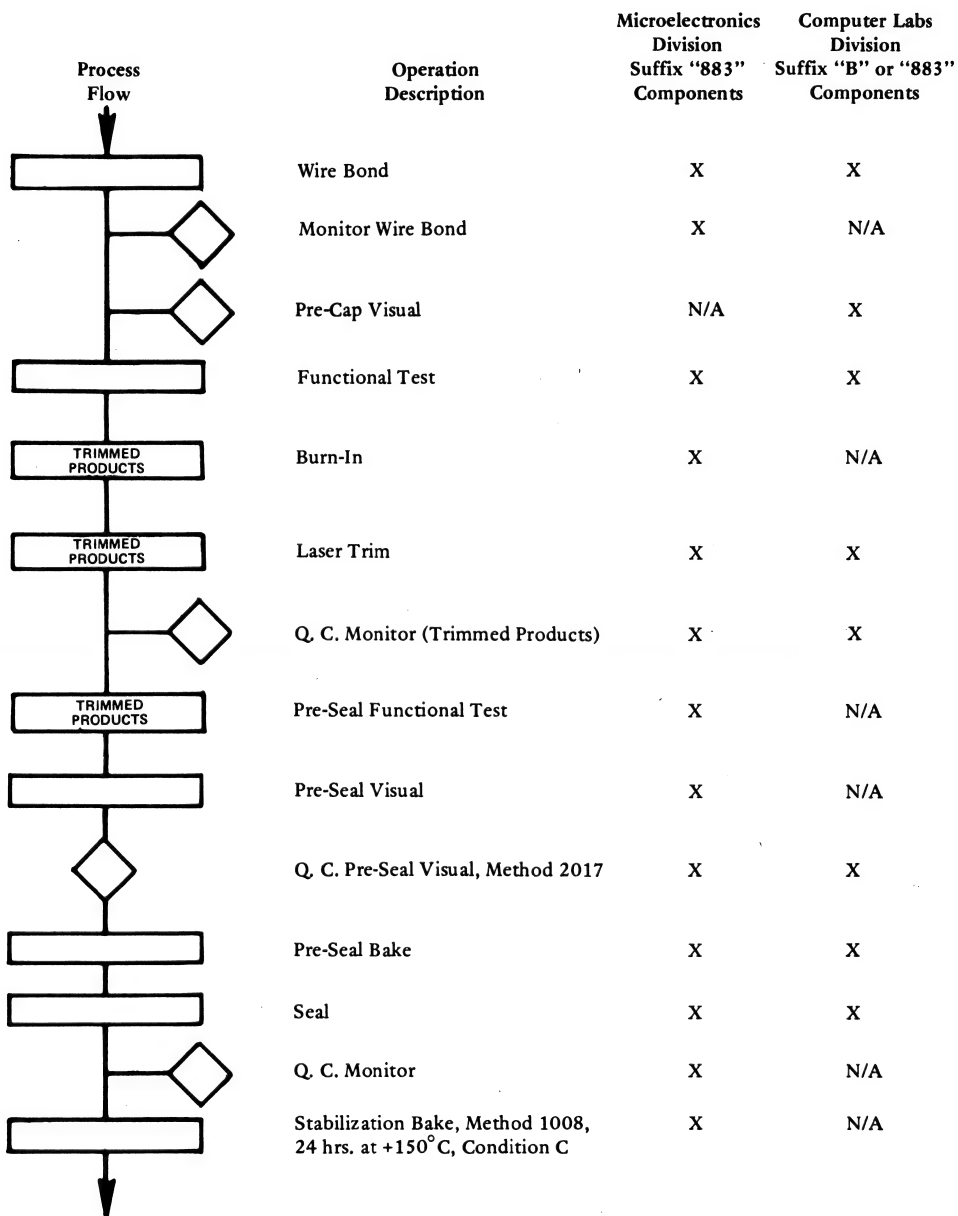 Process
Flow
Operation
Description
Microelectronics
Division
Suffix “883”
Components
Computer Labs
Division
Suffix “B” or “883”
Components
Wire Bond X X
Monitor Wire Bond X N/A
Pre-Cap Visual N/A X
Functional Test X X
TRIMMED
PRODUCTS
Burn-In X N/A
TRIMMED
PRODUCTS
Laser Trim X X
Q. C. Monitor (Trimmed Products) X X
TRIMMED
PRODUCTS
Pre-Seal Functional Test X N/A
Pre-Seal Visual X N/A
Q. C. Pre-Seal Visual, Method 2017 X X
Pre-Seal Bake X X
Seal X X
Q. C. Monitor X N/A
Stabilization Bake, Method 1008, X N/A
24 hrs. at +150°C, Condition C